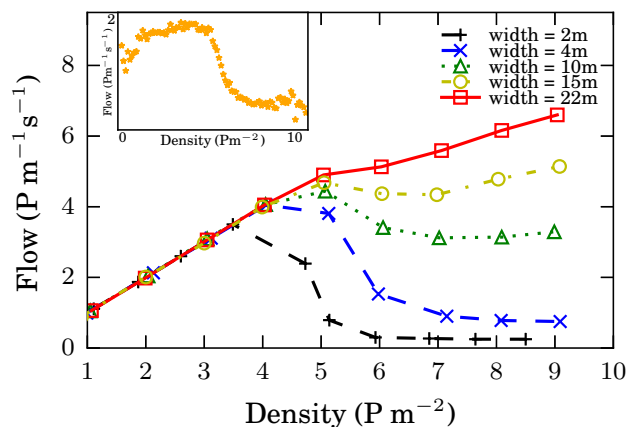 8
6
4
2
0
Flow (P m⁻¹ s⁻¹)
1 2 3 4 5 6 7 8 9 10
Density (P m⁻²)
width = 2m
width = 4m
width = 10m
width = 15m
width = 22m
2
0
Flow (Pm⁻¹s⁻¹)
0 10
Density (Pm⁻²)